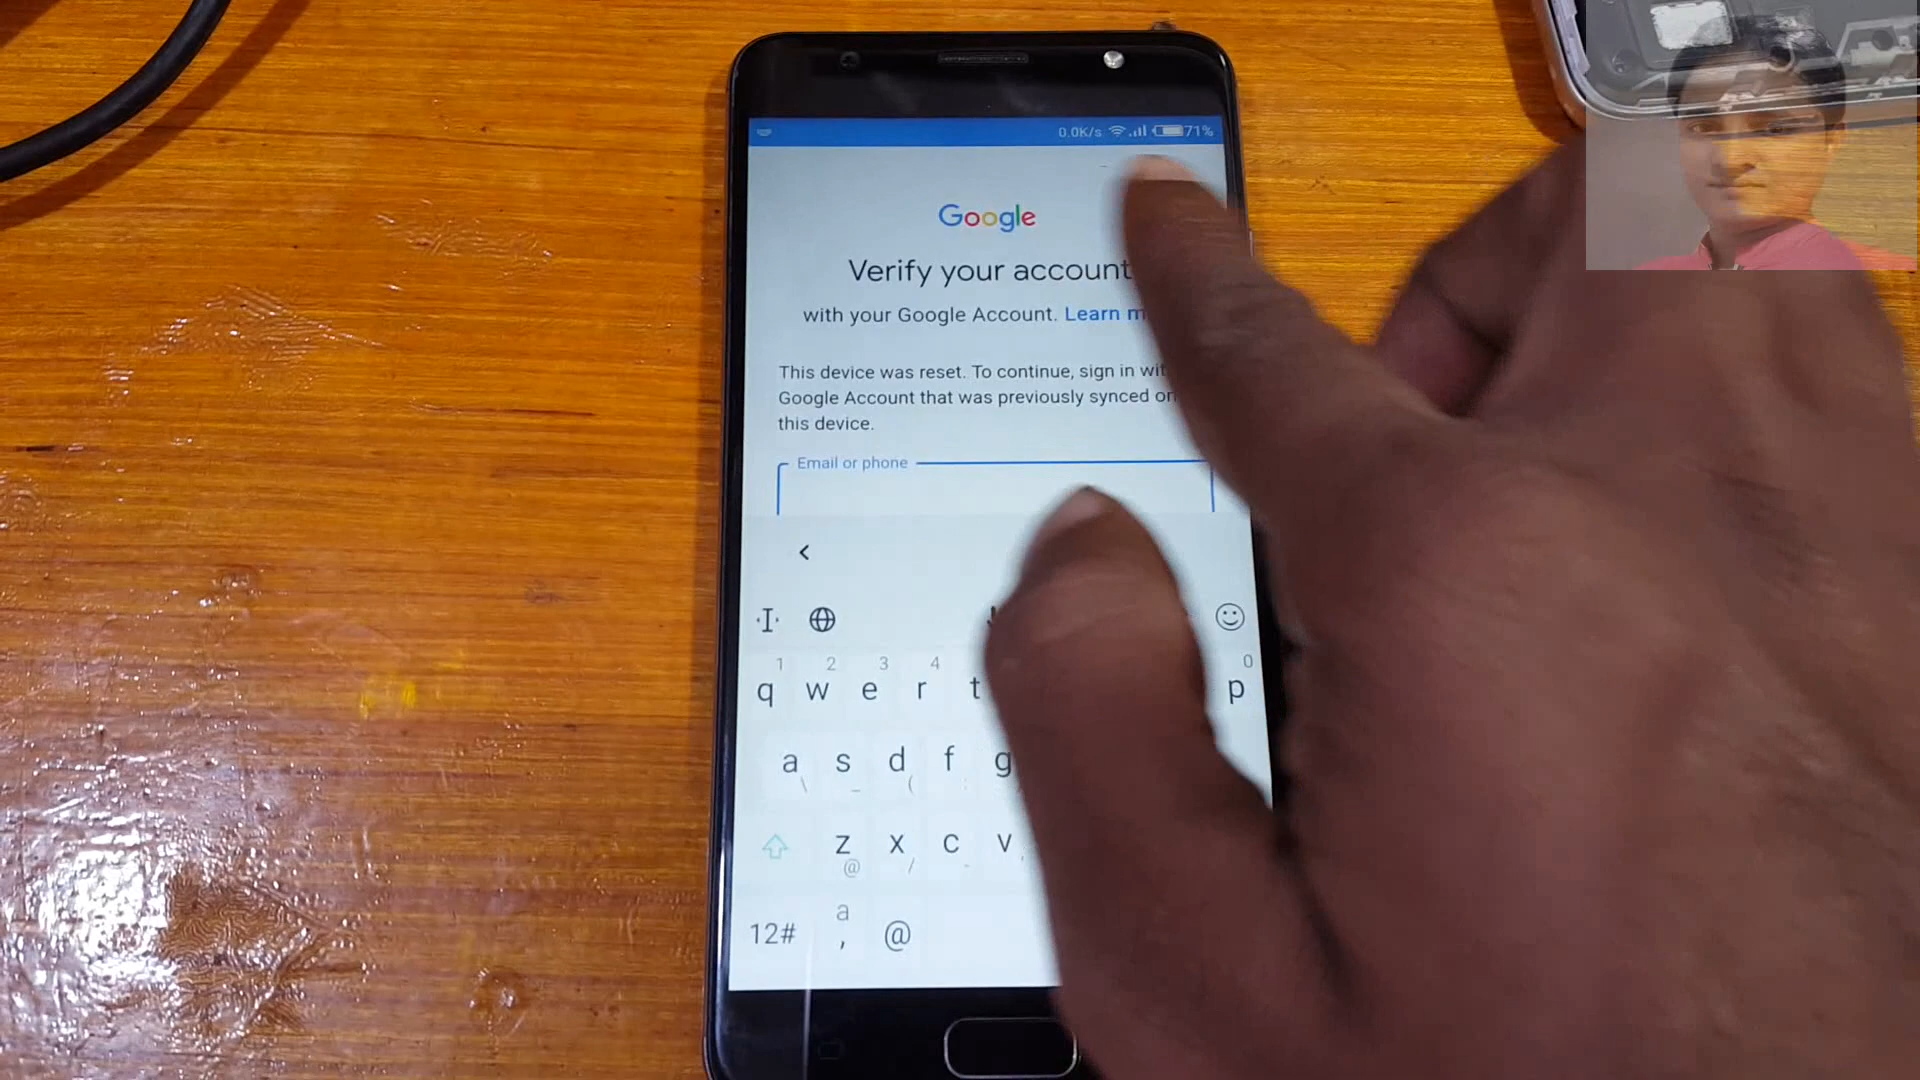 0.0K/s 71%
Google
Verify your account
with your Google Account. Learn
This device was reset. To continue, sign in
Google Account that was previously synced on
this device.
Email or phone
1 2 3 4 0
q w e r t p
a s d f g
\ _ ( :
z x c v
@ / - ,
a
12# , @